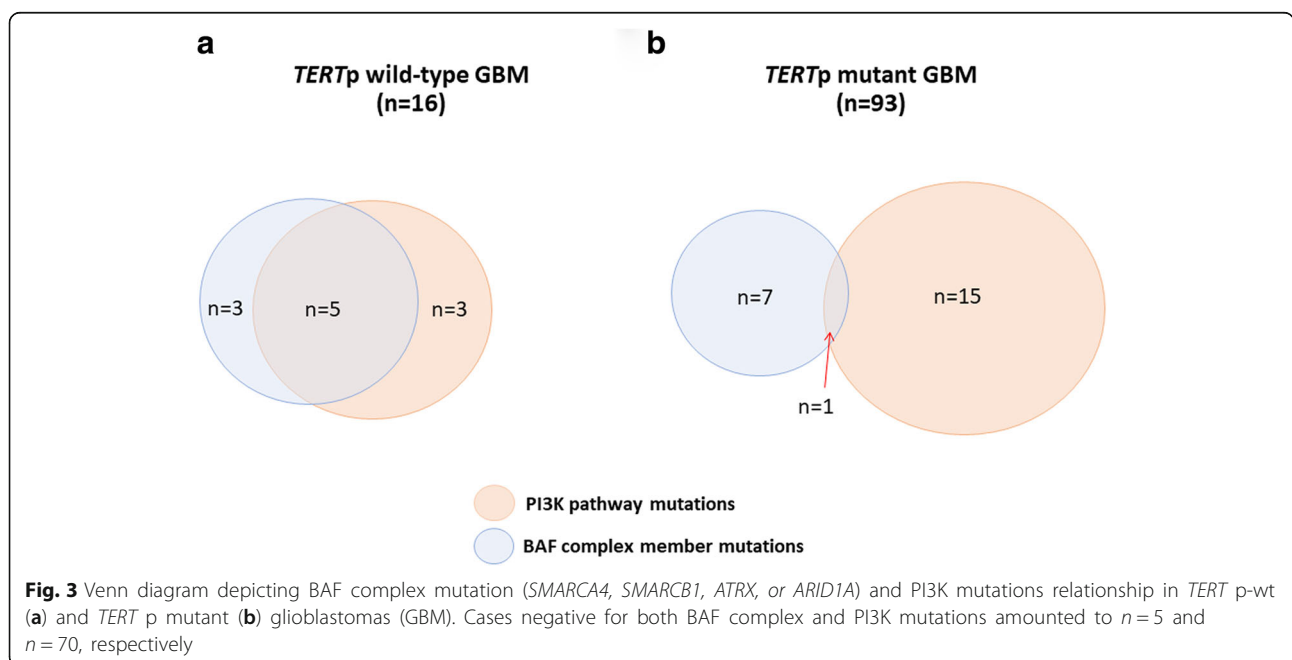 a
b
TERTp wild-type GBM
(n=16)
TERTp mutant GBM
(n=93)
n=3
n=5
n=3
n=7
n=15
n=1
PI3K pathway mutations
BAF complex member mutations
Fig. 3 Venn diagram depicting BAF complex mutation (SMARCA4, SMARCB1, ATRX, or ARID1A) and PI3K mutations relationship in TERT p-wt
(a) and TERT p mutant (b) glioblastomas (GBM). Cases negative for both BAF complex and PI3K mutations amounted to n = 5 and
n = 70, respectively